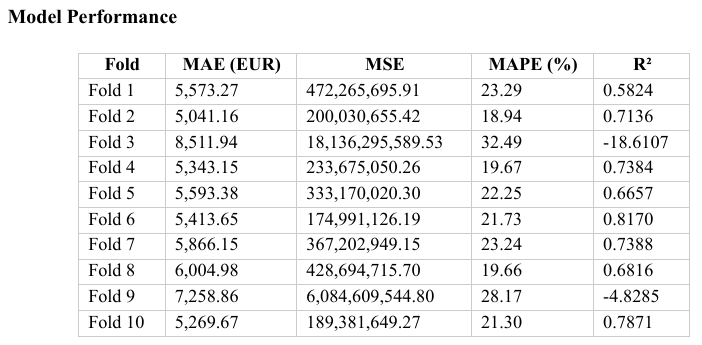 Model Performance
Fold MAE (EUR) MSE MAPE (%) R²
Fold 1 5,573.27 472,265,695.91 23.29 0.5824
Fold 2 5,041.16 200,030,655.42 18.94 0.7136
Fold 3 8,511.94 18,136,295,589.53 32.49 -18.6107
Fold 4 5,343.15 233,675,050.26 19.67 0.7384
Fold 5 5,593.38 333,170,020.30 22.25 0.6657
Fold 6 5,413.65 174,991,126.19 21.73 0.8170
Fold 7 5,866.15 367,202,949.15 23.24 0.7388
Fold 8 6,004.98 428,694,715.70 19.66 0.6816
Fold 9 7,258.86 6,084,609,544.80 28.17 -4.8285
Fold 10 5,269.67 189,381,649.27 21.30 0.7871